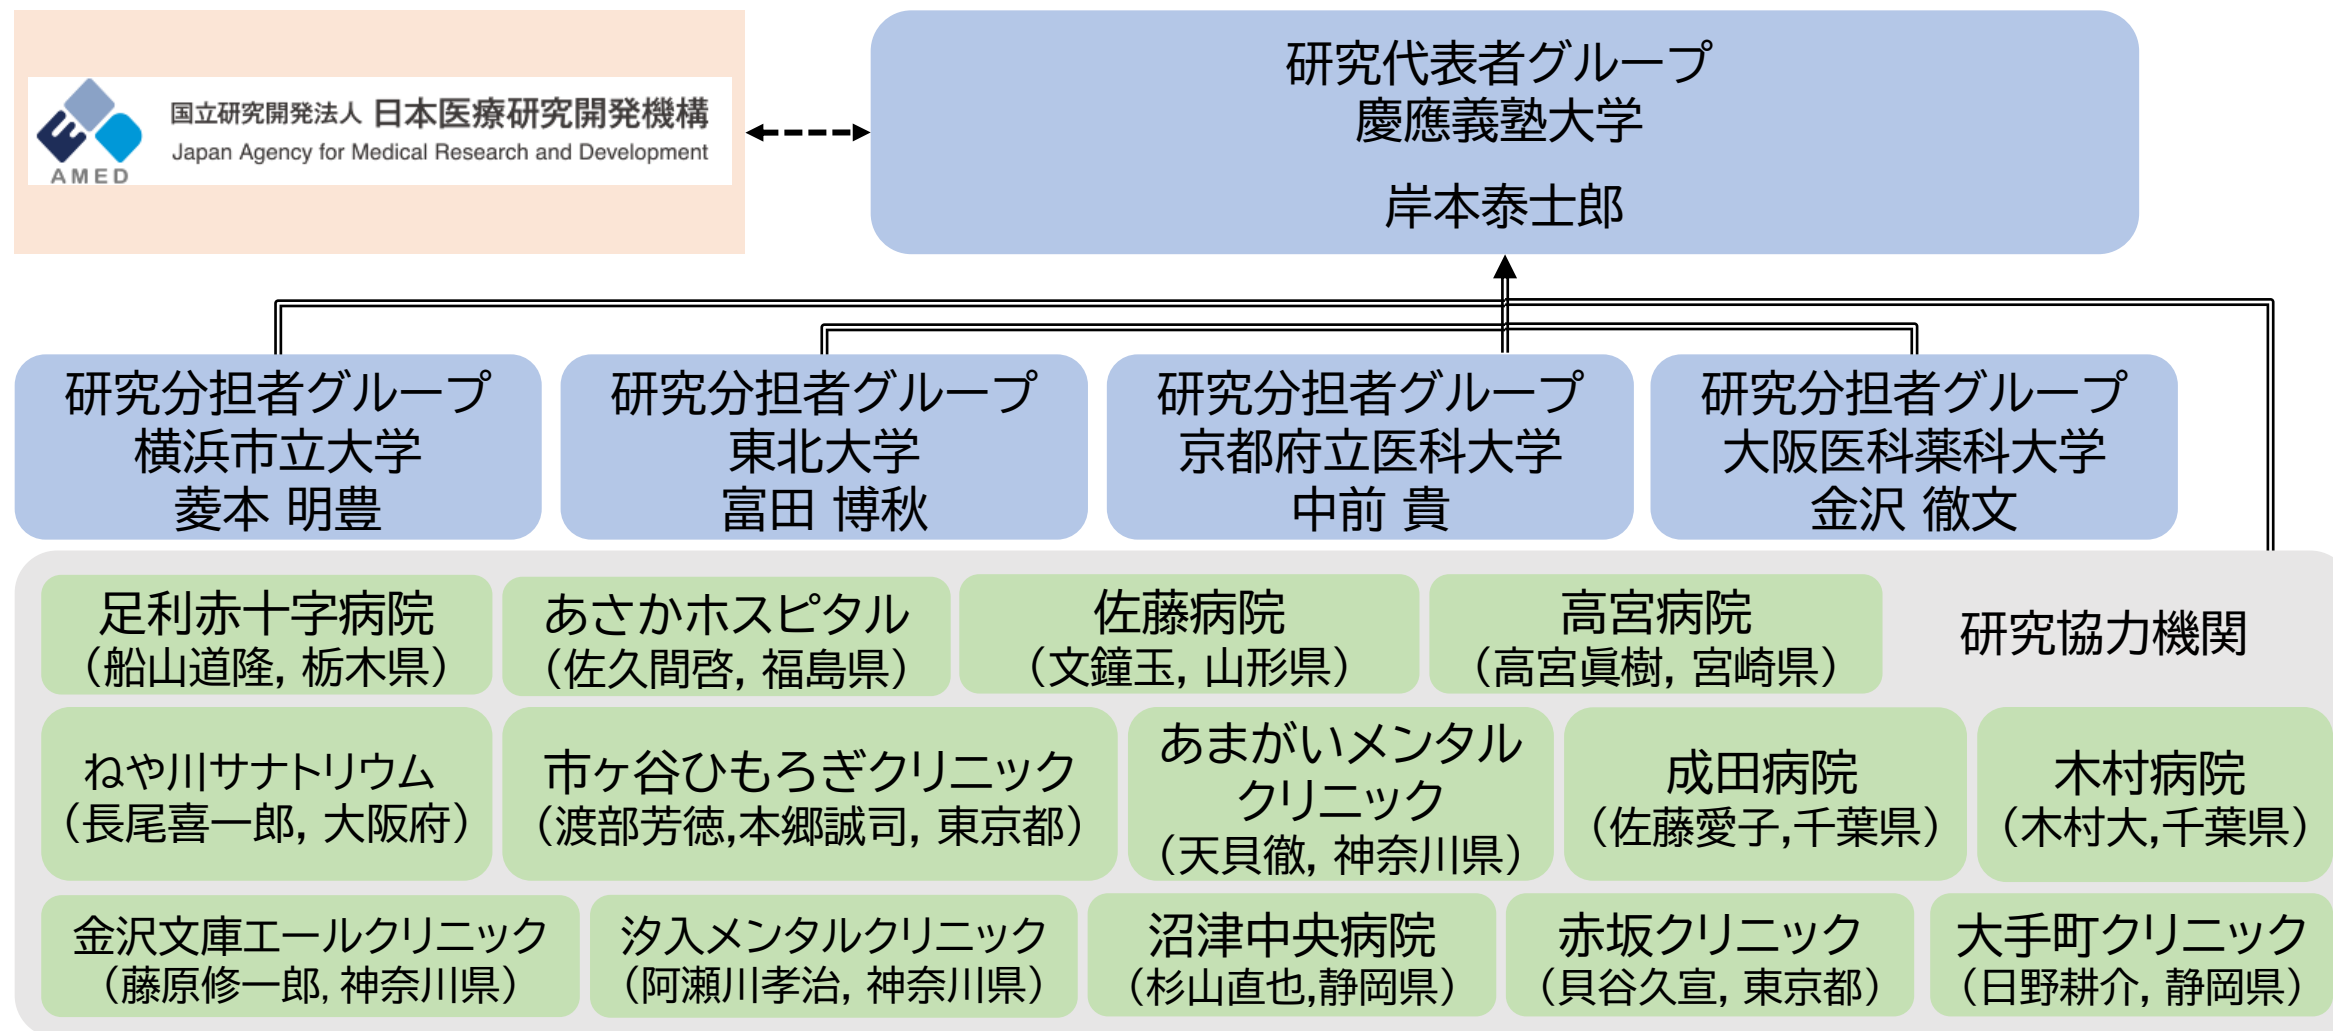 国立研究開発法人 日本医療研究開発機構
Japan Agency for Medical Research and Development
AMED
研究代表者グループ
慶應義塾大学
岸本泰士郎
研究分担者グループ
横浜市立大学
菱本 明豊
研究分担者グループ
東北大学
富田 博秋
研究分担者グループ
京都府立医科大学
中前 貴
研究分担者グループ
大阪医科薬科大学
金沢 徹文
足利赤十字病院
（船山道隆, 栃木県）
あさかホスピタル
（佐久間啓, 福島県）
佐藤病院
（文鐘玉, 山形県）
高宮病院
（高宮眞樹, 宮崎県）
研究協力機関
ねや川サナトリウム
（長尾喜一郎, 大阪府）
市ヶ谷ひもろぎクリニック
（渡部芳徳,本郷誠司, 東京都）
あまがいメンタル
クリニック
（天貝徹, 神奈川県）
成田病院
（佐藤愛子,千葉県）
木村病院
（木村大,千葉県）
金沢文庫エールクリニック
（藤原修一郎, 神奈川県）
汐入メンタルクリニック
（阿瀬川孝治, 神奈川県）
沼津中央病院
（杉山直也,静岡県）
赤坂クリニック
（貝谷久宣, 東京都）
大手町クリニック
（日野耕介, 静岡県）